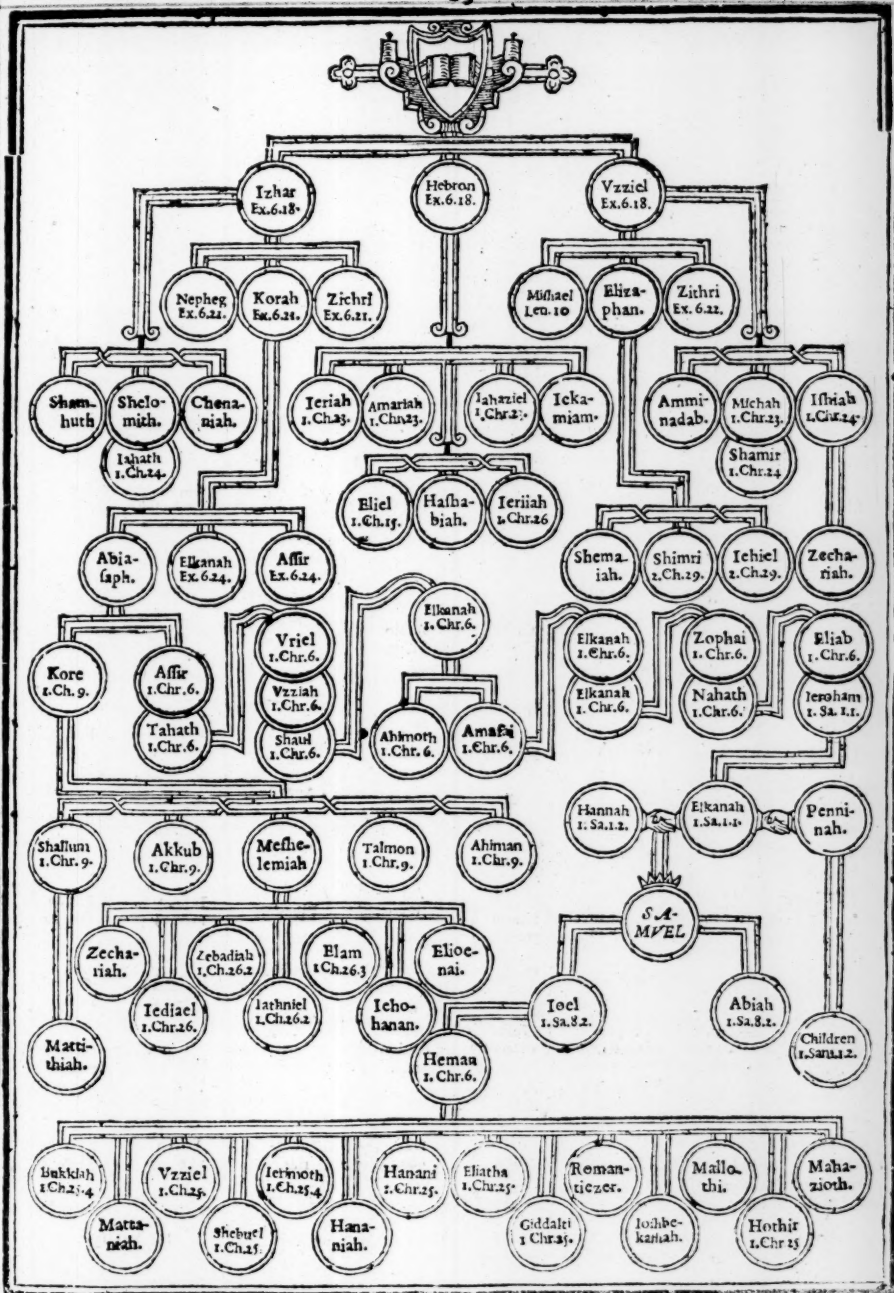 Izhar
Ex.6.18.
Hebron
Ex.6.18.
Vzziel
Ex.6.18.
Nepheg
Ex.6.21.
Korah
Ex.6.21.
Zichri
Ex.6.21.
Miſhael
Leu.10
Eliza-
phan.
Zithri
Ex.6.22.
Sham-
huth
Shelo-
mith.
Chena-
niah.
Iahath
1.Ch.24.
Ieriah
1.Ch.23.
Amariah
1.Ch.23.
Iahaziel
1.Chr.23.
Ieka-
miam.
Ammi-
nadab.
Michah
1.Chr.23.
Iſhiah
1.Chr.24.
Shamir
1.Chr.24
Eliel
1.Ch.15.
Haſha-
biah.
Ieriiah
1.Chr.26
Abia-
ſaph.
Elkanah
Ex.6.24.
Aſſir
Ex.6.24.
Shema-
iah.
Shimri
2.Ch.29.
Iehiel
2.Ch.29.
Zecha-
riah.
Kore
1.Ch.9.
Aſſir
1.Chr.6.
Tahath
1.Chr.6.
Vriel
1.Chr.6.
Vzziah
1.Chr.6.
Shaul
1.Chr.6.
Elkanah
1.Chr.6.
Ahimoth
1.Chr.6.
Amaſai
1.Chr.6.
Elkanah
1.Chr.6.
Elkanah
1.Chr.6.
Zophai
1.Chr.6.
Nahath
1.Chr.6.
Eliab
1.Chr.6.
Ieroham
1.Sa.1.1.
Shallum
1.Chr.9.
Akkub
1.Chr.9.
Meſhe-
lemiah
Talmon
1.Chr.9.
Ahiman
1.Chr.9.
Hannah
1.Sa.1.2.
Elkanah
1.Sa.1.1.
Penni-
nah.
SA-
MVEL
Zecha-
riah.
Iediael
1.Chr.26.
Zebadiah
1.Ch.26.2
Iathniel
1.Ch.26.2
Elam
1.Ch.26.3
Ieho-
hanan.
Elioe-
nai.
Ioel
1.Sa.8.2.
Abiah
1.Sa.8.2.
Matti-
thiah.
Heman
1.Chr.6.
Children
1.Sam.1.2.
Bukkiah
1.Ch.25.4
Matta-
niah.
Vzziel
1.Ch.25.
Shebuel
1.Ch.25.
Ierimoth
1.Ch.25.4
Hana-
niah.
Hanani
1.Chr.25.
Eliatha
1.Chr.25.
Giddalti
1.Chr.25.
Roman-
tiezer.
Ioſhbe-
kaſhah.
Mallo-
thi.
Hothir
1.Chr.25
Maha-
zioth.